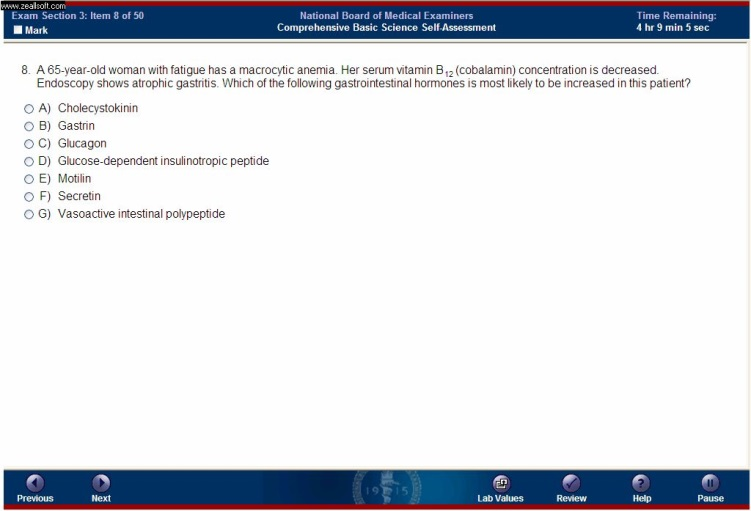 www.zeallsoft.com
Exam Section 3: Item 8 of 50
National Board of Medical Examiners
Time Remaining:
Mark
Comprehensive Basic Science Self-Assessment
4 hr 9 min 5 sec
8. A 65-year-old woman with fatigue has a macrocytic anemia. Her serum vitamin B12 (cobalamin) concentration is decreased.
Endoscopy shows atrophic gastritis. Which of the following gastrointestinal hormones is most likely to be increased in this patient?
A) Cholecystokinin
B) Gastrin
C) Glucagon
D) Glucose-dependent insulinotropic peptide
E) Motilin
F) Secretin
G) Vasoactive intestinal polypeptide
1915
Previous
Next
Lab Values
Review
Help
Pause